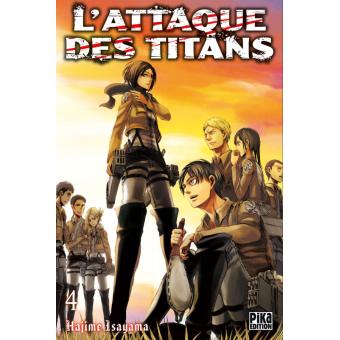 L'ATTAQUE
DES TITANS
4
Hajime Isayama
Pika
ÉDITION